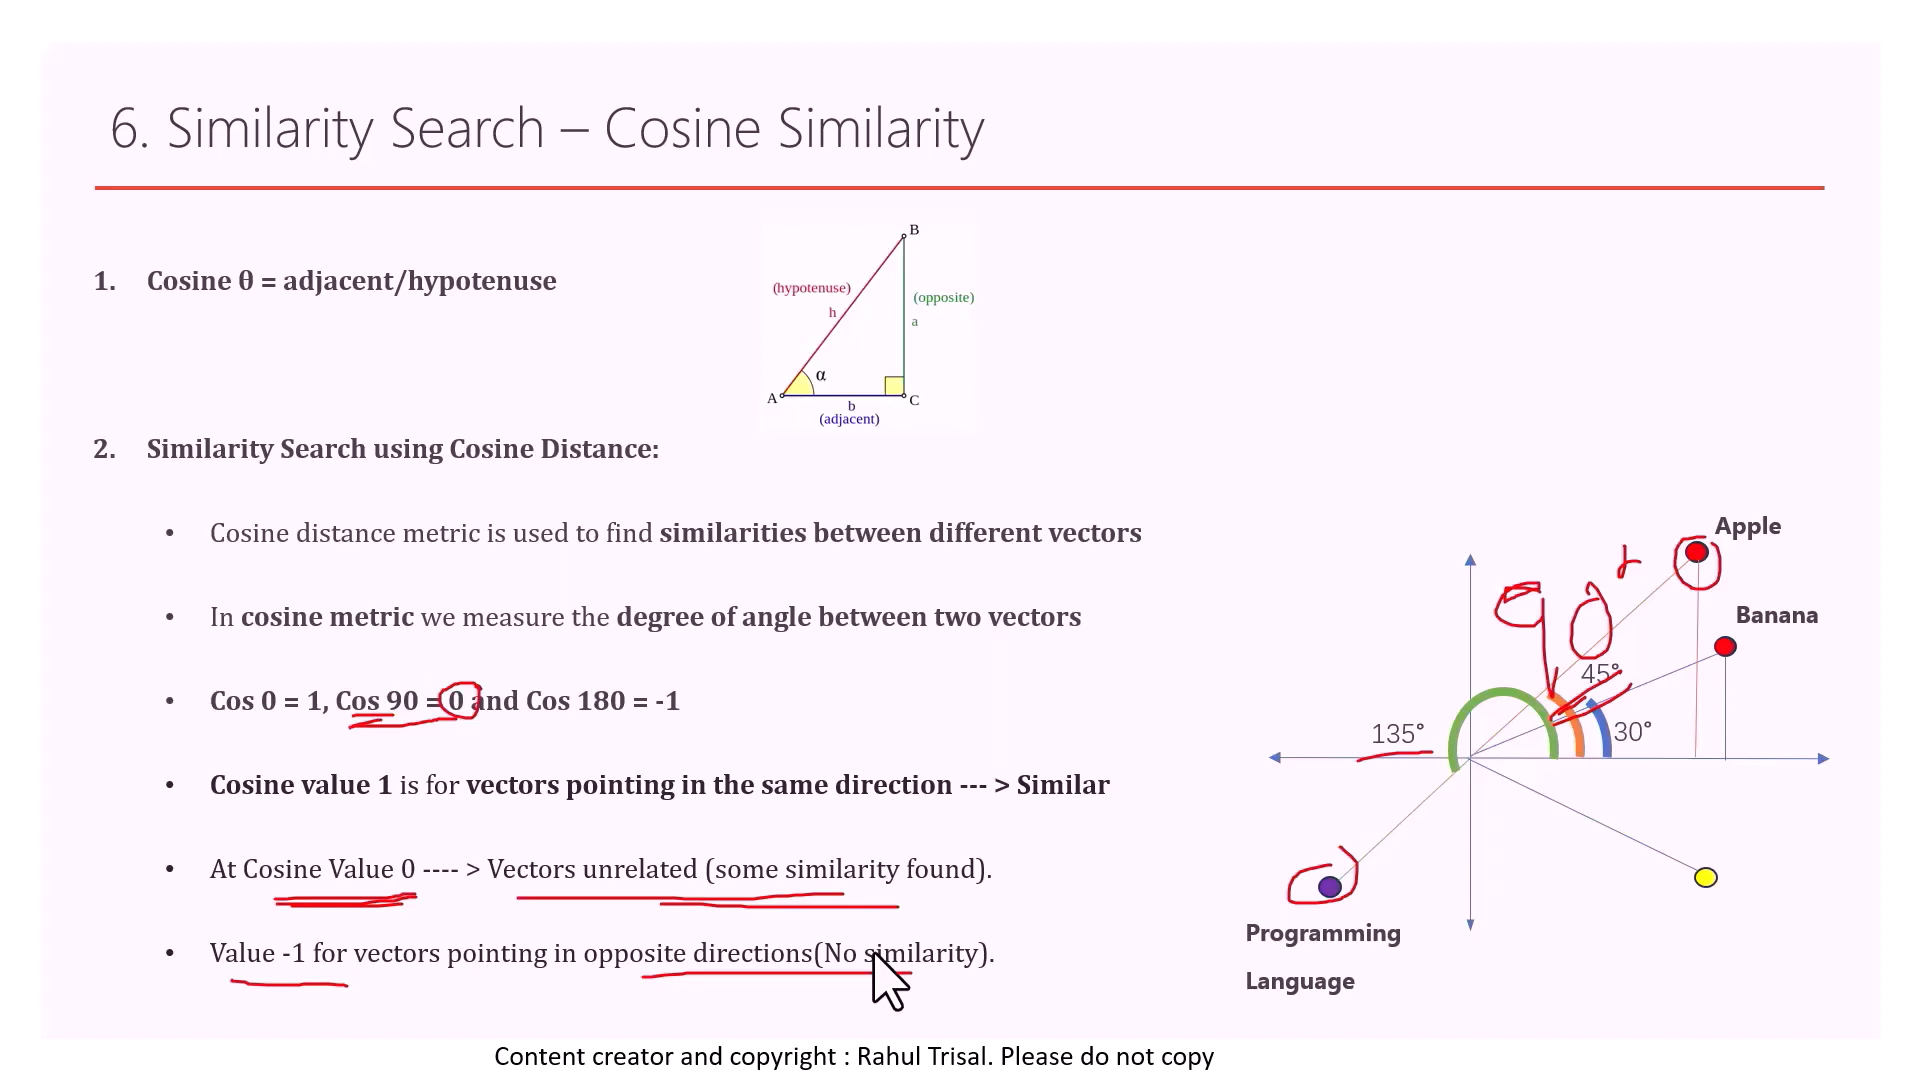 6. Similarity Search – Cosine Similarity
1. Cosine θ = adjacent/hypotenuse
B
(hypotenuse)
h
(opposite)
a
α
A
b
C
(adjacent)
2. Similarity Search using Cosine Distance:
• Cosine distance metric is used to find similarities between different vectors
• In cosine metric we measure the degree of angle between two vectors
• Cos 0 = 1, Cos 90 = 0 and Cos 180 = -1
• Cosine value 1 is for vectors pointing in the same direction --- > Similar
• At Cosine Value 0 ---- > Vectors unrelated (some similarity found).
• Value -1 for vectors pointing in opposite directions(No similarity).
Apple
Banana
90
45°
135°
30°
Programming
Language
Content creator and copyright : Rahul Trisal. Please do not copy